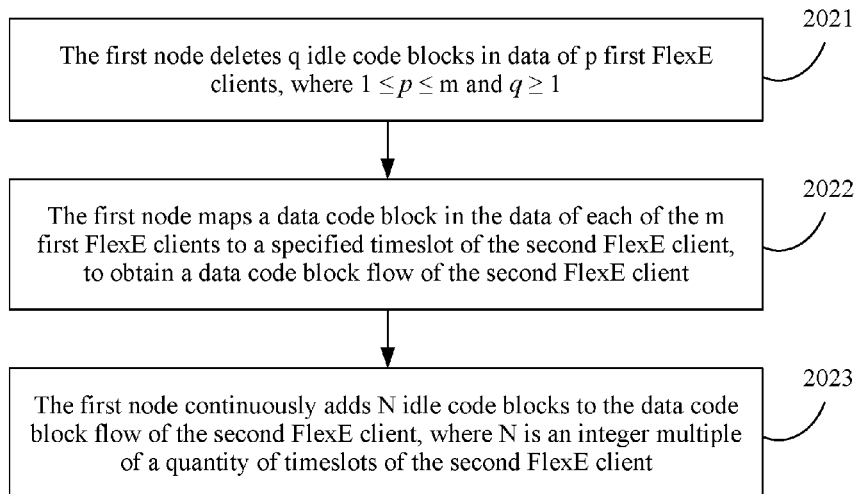 2021
The first node deletes q idle code blocks in data of p first FlexE
clients, where 1 ≤ p ≤ m and q ≥ 1
2022
The first node maps a data code block in the data of each of the m
first FlexE clients to a specified timeslot of the second FlexE client,
to obtain a data code block flow of the second FlexE client
2023
The first node continuously adds N idle code blocks to the data code
block flow of the second FlexE client, where N is an integer multiple
of a quantity of timeslots of the second FlexE client